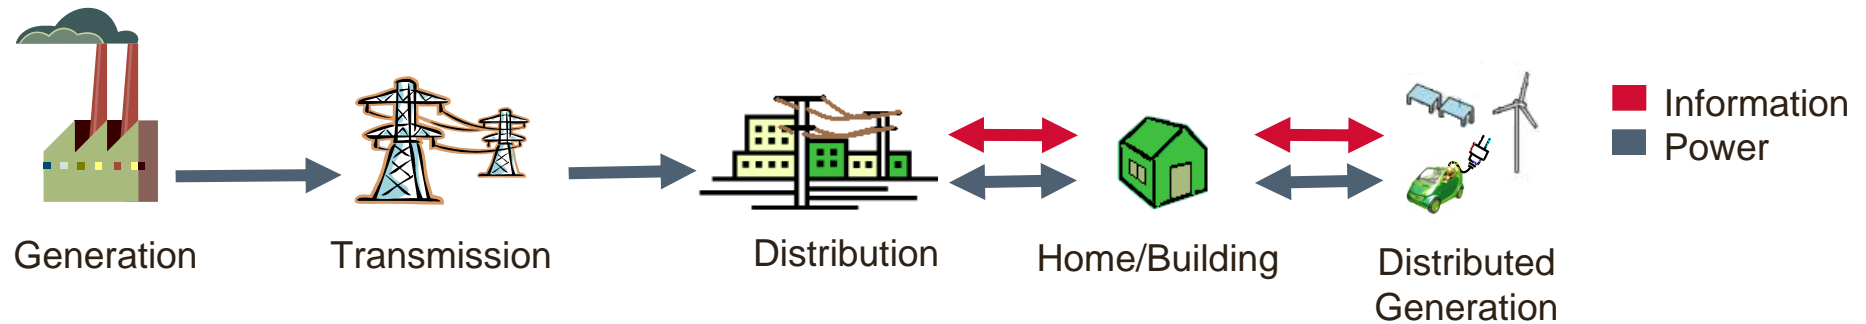 Generation
Transmission
Distribution
Home/Building
Distributed
Generation
Information
Power